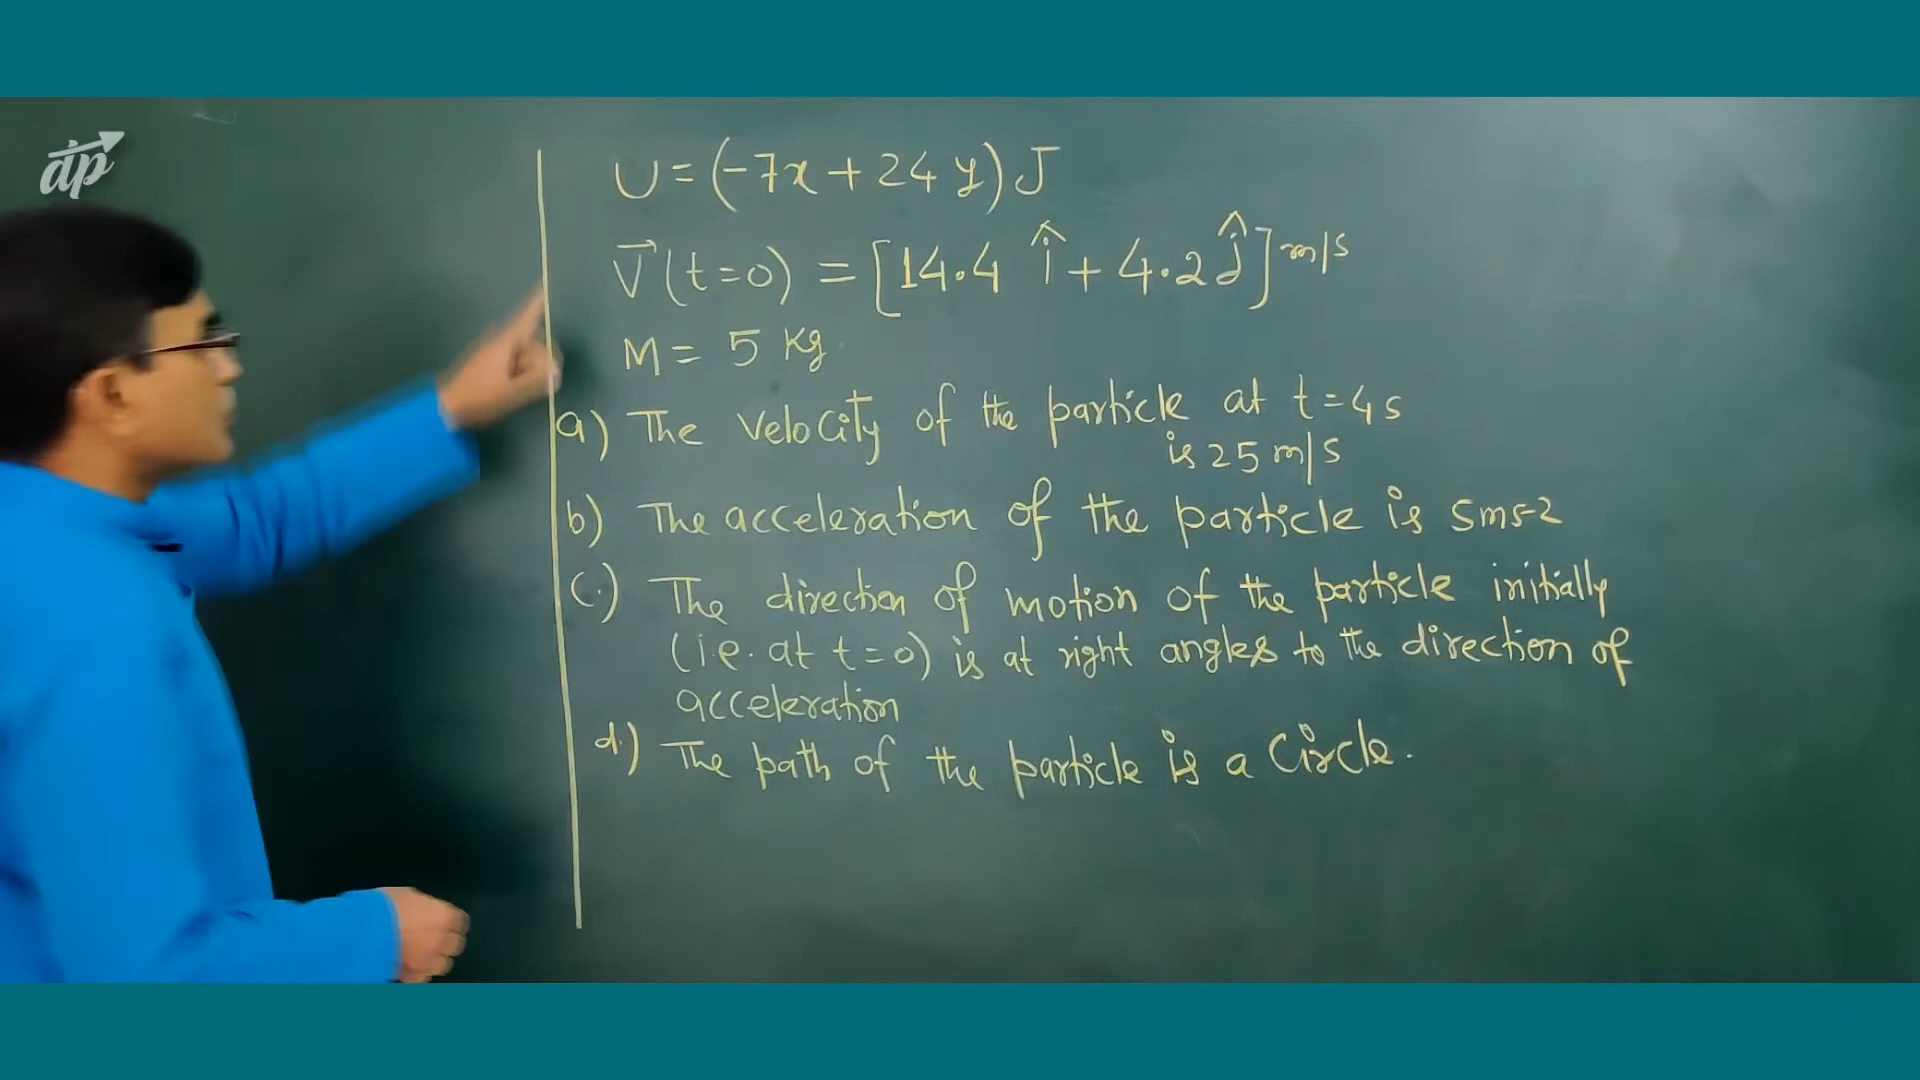 dp
U = (-7x + 24y) J
V⃗(t=0) = [14.4 î + 4.2 ĵ] m/s
M = 5 kg
a) The velocity of the particle at t=4s
is 25 m/s
b) The acceleration of the particle is 5ms-2
c.) The direction of motion of the particle initially
(i.e. at t=0) is at right angles to the direction of
acceleration
d.) The path of the particle is a Circle.